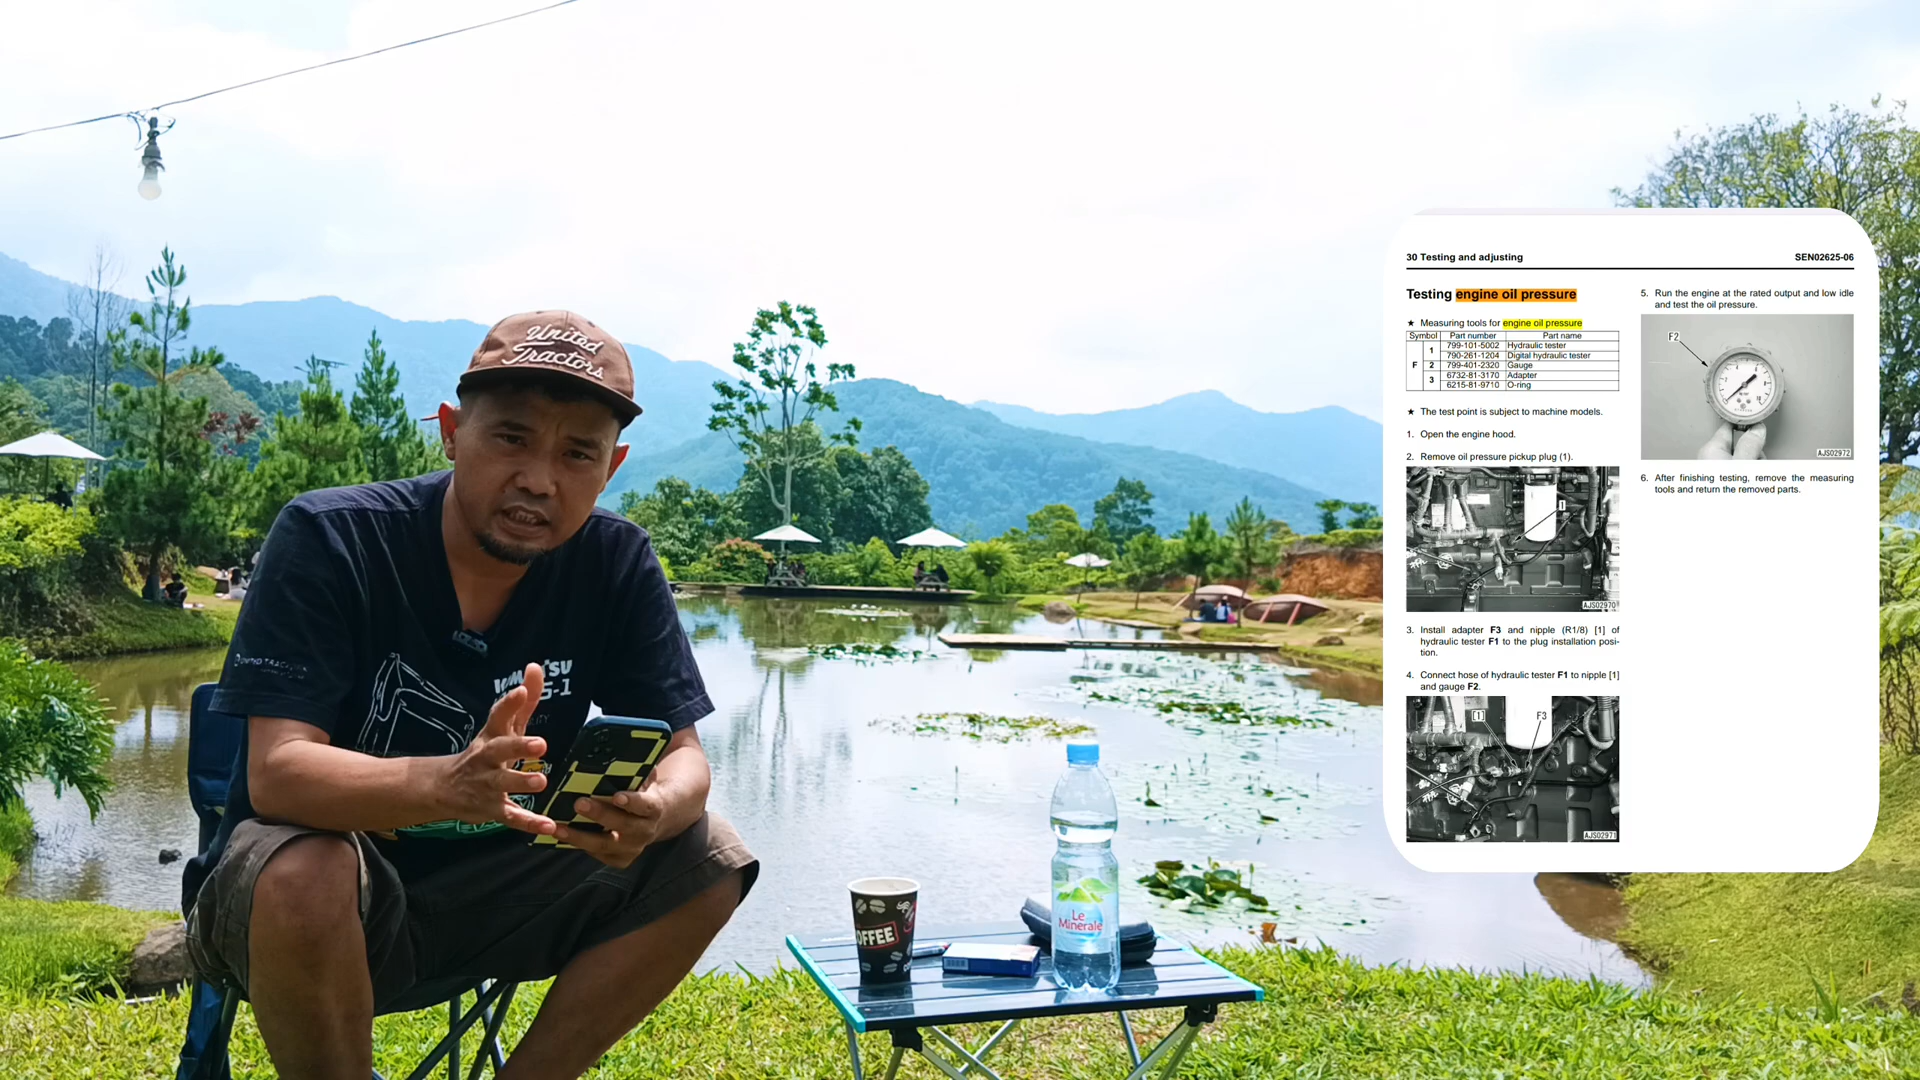 United
Tractors
UNITED TRACTORS
OFFEE
Le
Minerale
30 Testing and adjusting
SEN02625-06
Testing engine oil pressure
★ Measuring tools for engine oil pressure
Symbol Part number Part name
F 1 799-101-5002 Hydraulic tester
790-261-1204 Digital hydraulic tester
2 799-401-2320 Gauge
3 6732-81-3170 Adapter
6215-81-9710 O-ring
★ The test point is subject to machine models.
1. Open the engine hood.
2. Remove oil pressure pickup plug (1).
1
AJS02970
3. Install adapter F3 and nipple (R1/8) [1] of
hydraulic tester F1 to the plug installation posi-
tion.
4. Connect hose of hydraulic tester F1 to nipple [1]
and gauge F2.
[1] F3
AJS02971
5. Run the engine at the rated output and low idle
and test the oil pressure.
F2
AJS02972
6. After finishing testing, remove the measuring
tools and return the removed parts.